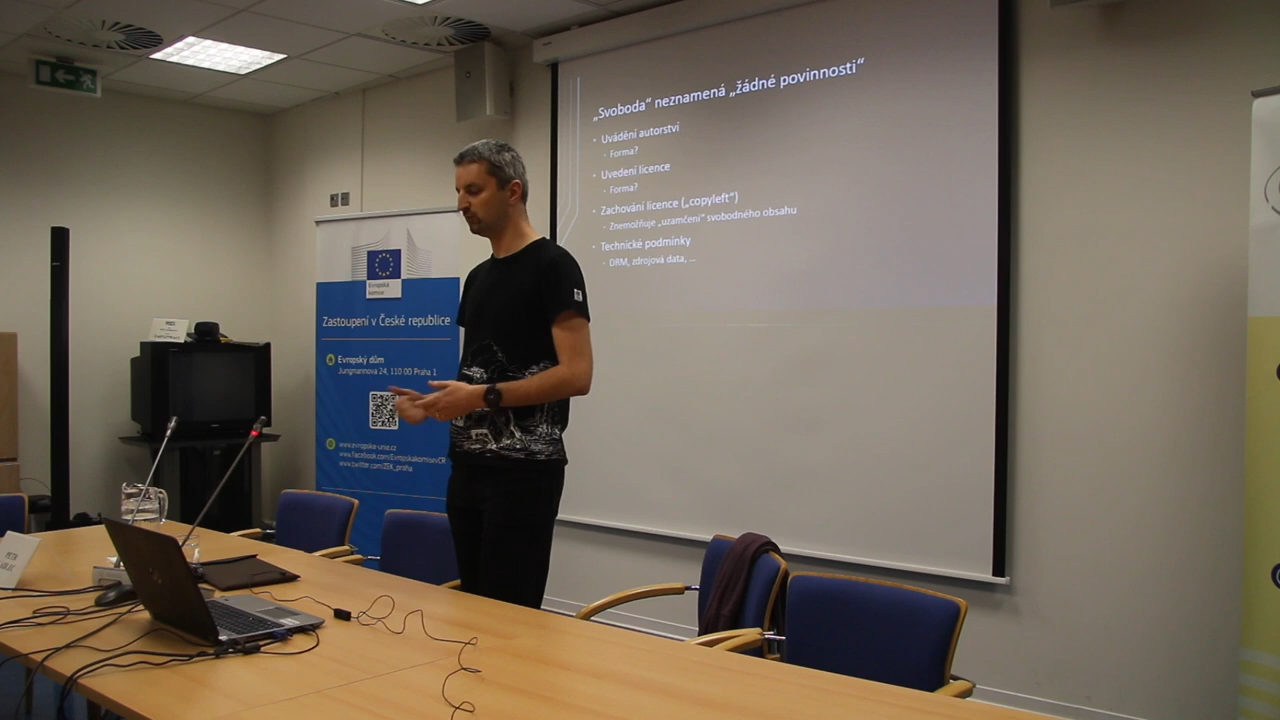 „Svoboda“ neznamená „žádné povinnosti“
Uvádění autorství
Forma?
Uvedení licence
Forma?
Zachování licence („copyleft“)
Znemožňuje „uzamčení“ svobodného obsahu
Technické podmínky
DRM, zdrojová data, ...
Evropská
komise
Zastoupení v České republice
Evropský dům
Jungmannova 24, 110 00 Praha 1
www.evropska-unie.cz
www.facebook.com/EvropskakomisevCR
www.twitter.com/ZEK_praha
PETR